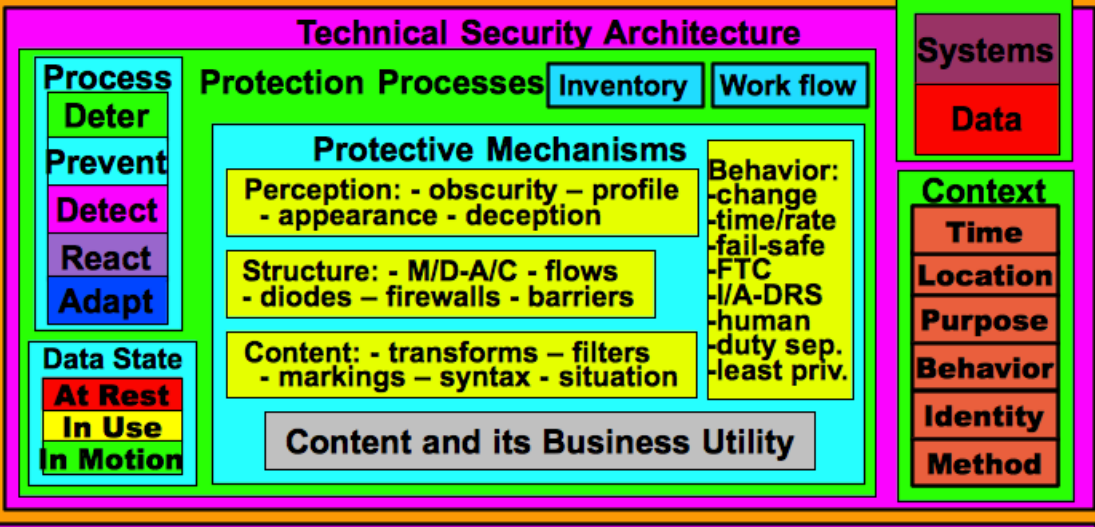 Technical Security Architecture
Process
Deter
Prevent
Detect
React
Adapt
Data State
At Rest
In Use
In Motion
Protection Processes
Inventory
Work flow
Protective Mechanisms
Perception: - obscurity – profile
- appearance - deception
Structure: - M/D-A/C - flows
- diodes – firewalls - barriers
Content: - transforms – filters
- markings – syntax - situation
Behavior:
-change
-time/rate
-fail-safe
-FTC
-I/A-DRS
-human
-duty sep.
-least priv.
Content and its Business Utility
Systems
Data
Context
Time
Location
Purpose
Behavior
Identity
Method